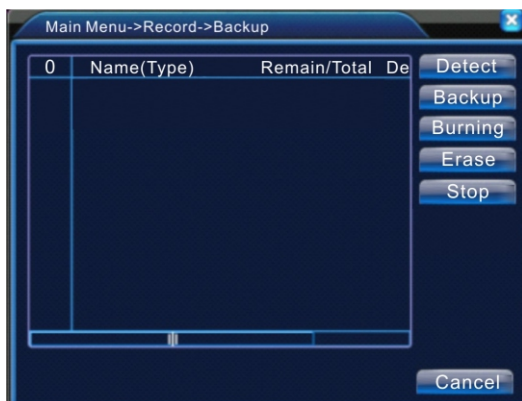 Main Menu->Record->Backup
0 Name(Type) Remain/Total De
Detect
Backup
Burning
Erase
Stop
Cancel